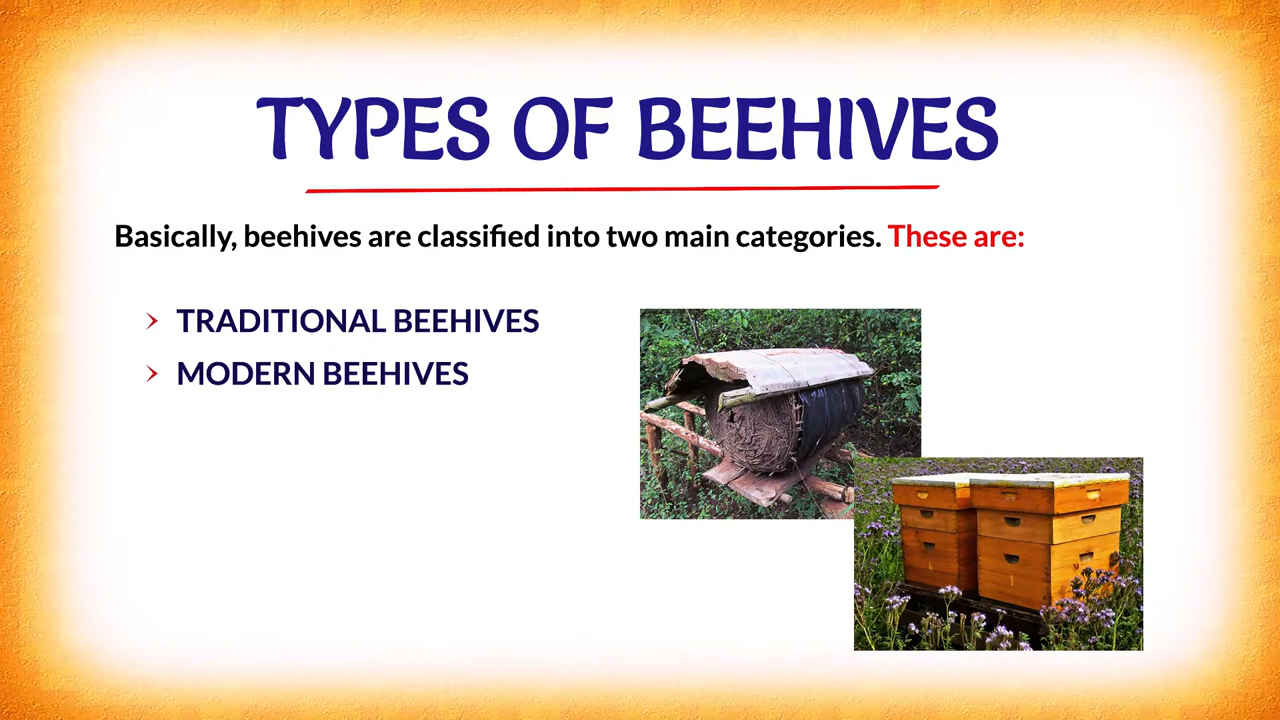 TYPES OF BEEHIVES
Basically, beehives are classified into two main categories. These are:
TRADITIONAL BEEHIVES
MODERN BEEHIVES